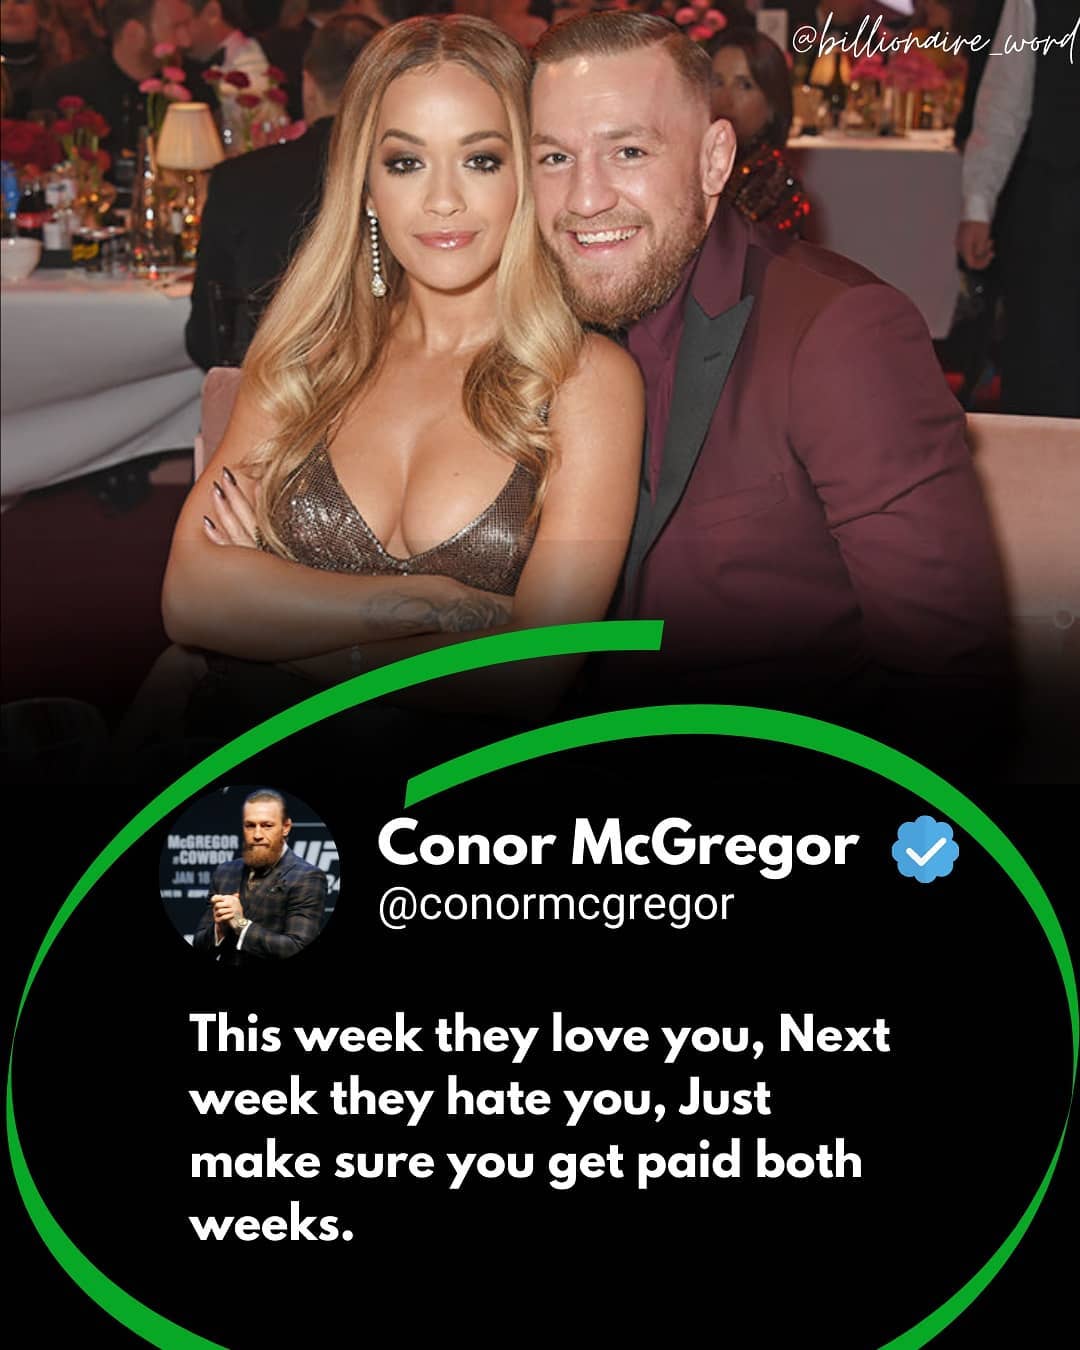 @billionaire_word
McGREGOR
COWBOY
JAN 18
UF
Conor McGregor
@conormcgregor
This week they love you, Next
week they hate you, Just
make sure you get paid both
weeks.